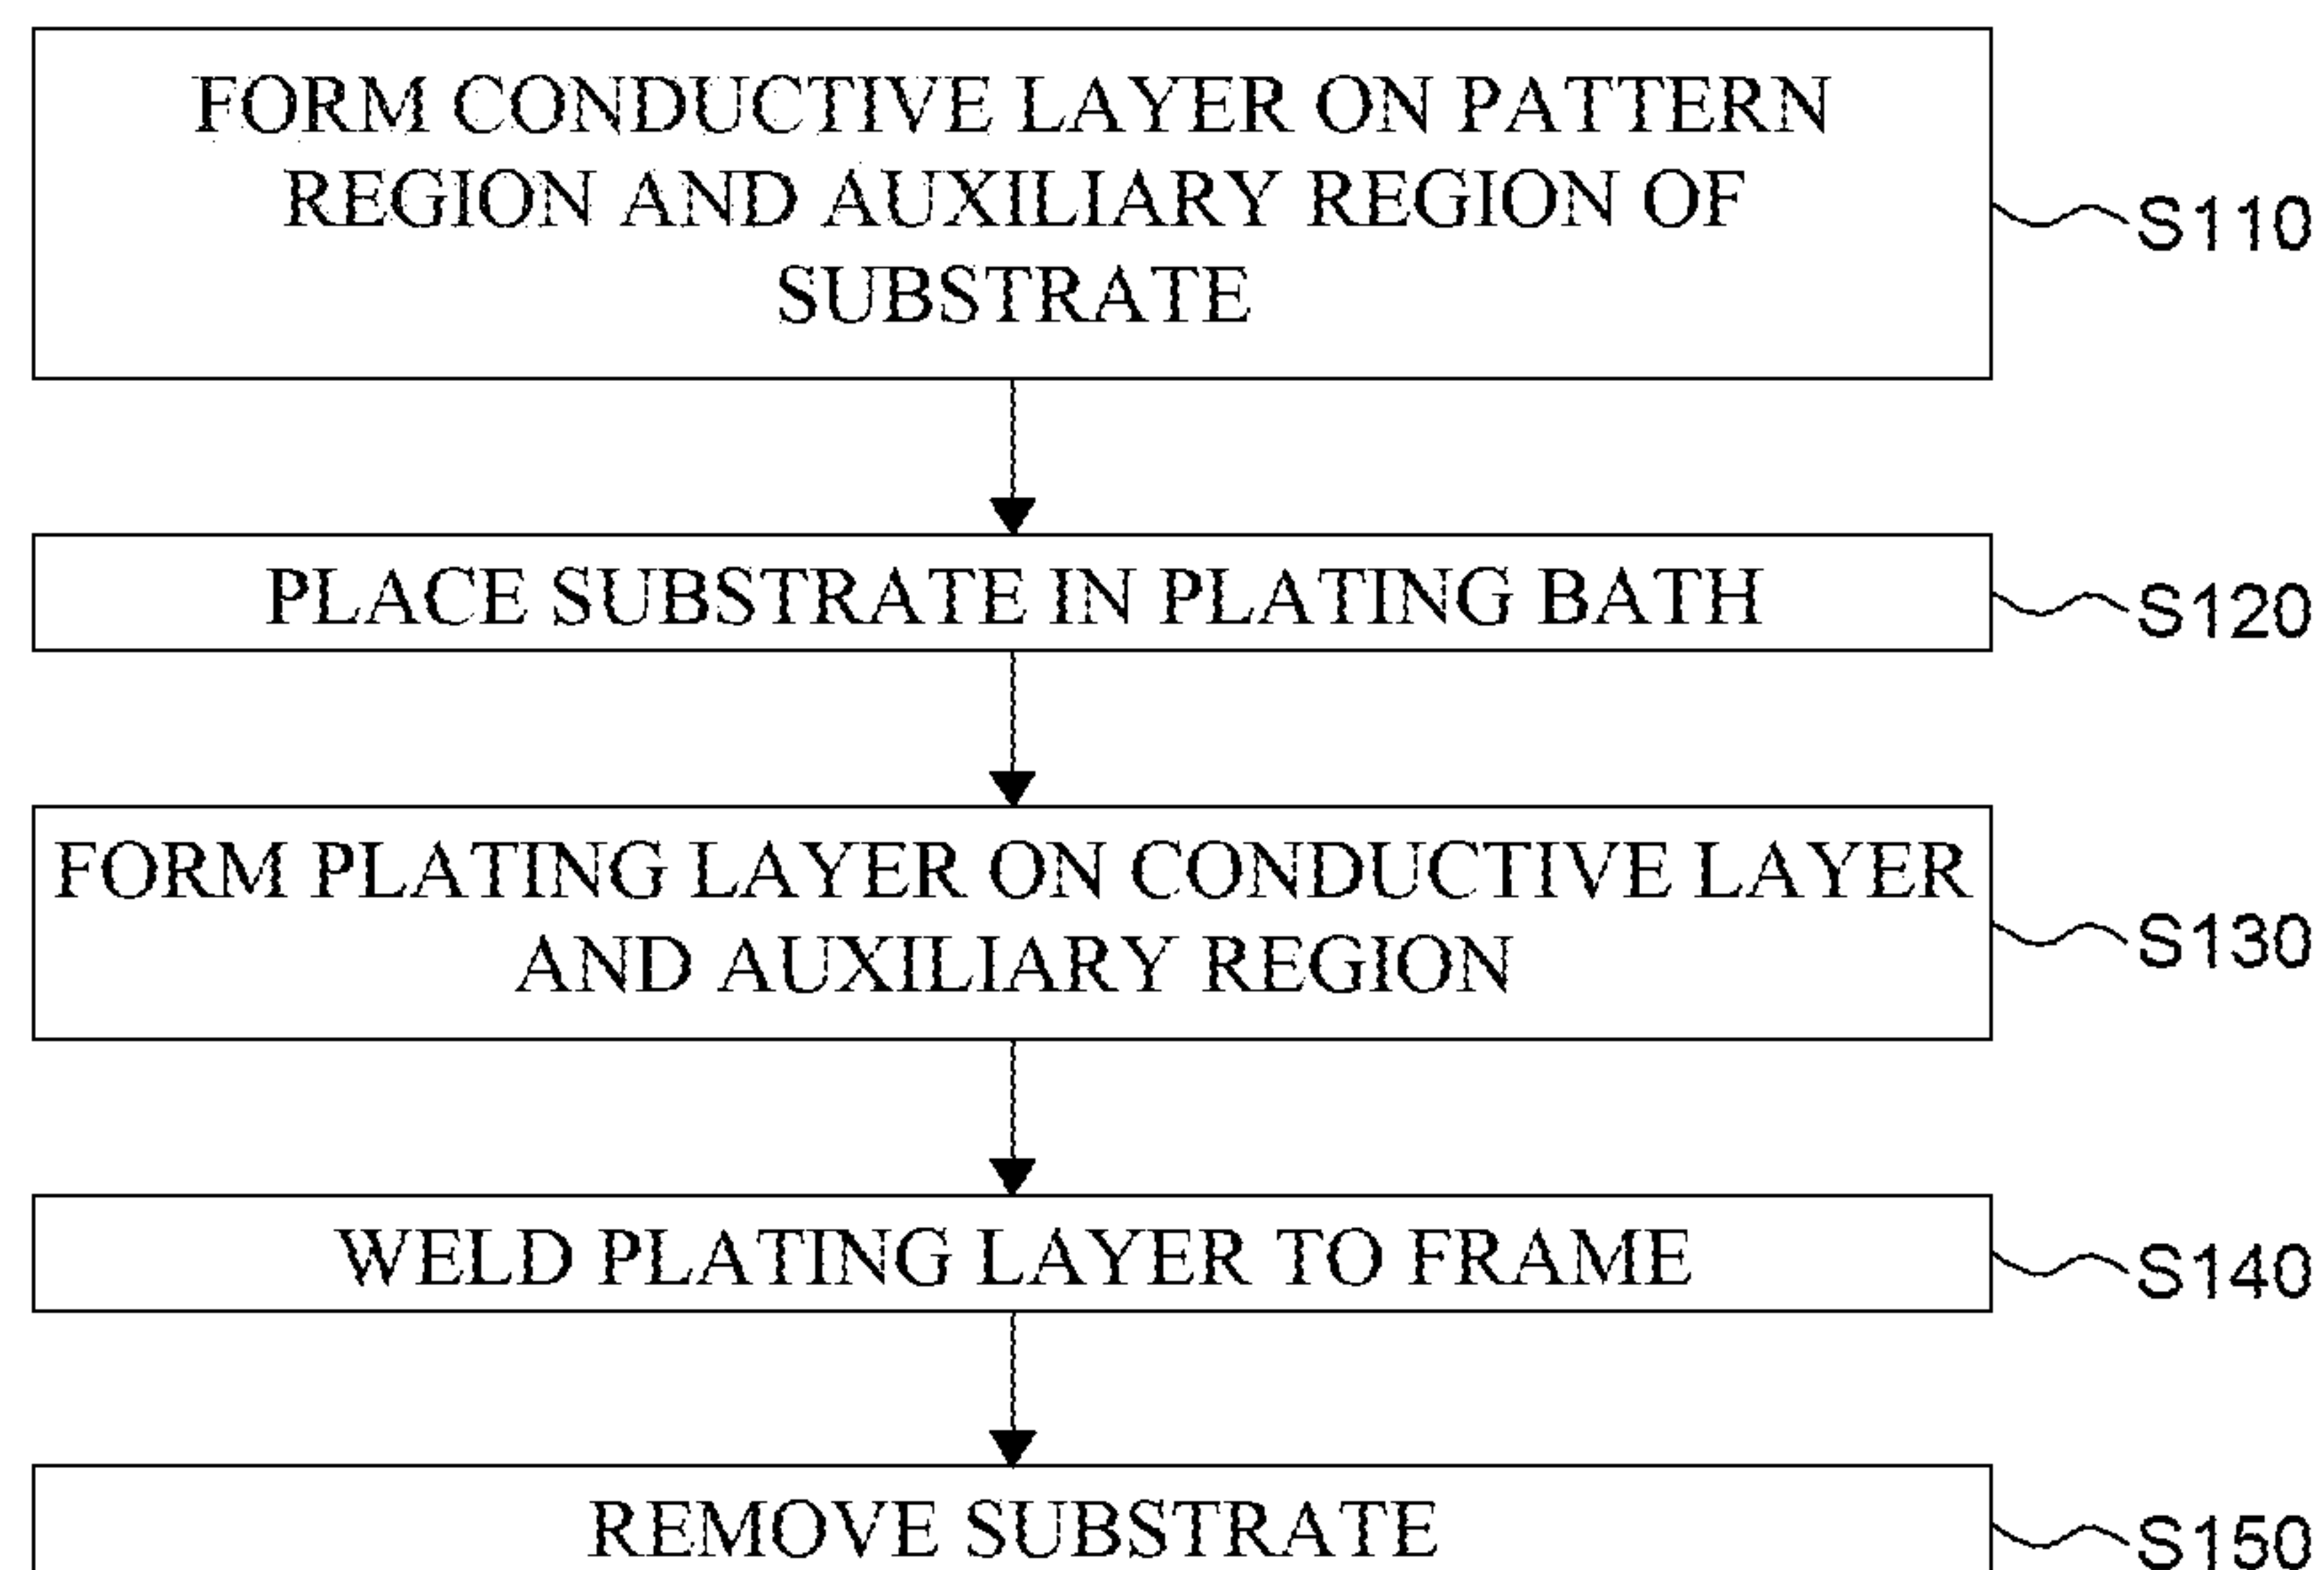 FORM CONDUCTIVE LAYER ON PATTERN
REGION AND AUXILIARY REGION OF
SUBSTRATE
S110
PLACE SUBSTRATE IN PLATING BATH
S120
FORM PLATING LAYER ON CONDUCTIVE LAYER
AND AUXILIARY REGION
S130
WELD PLATING LAYER TO FRAME
S140
REMOVE SUBSTRATE
S150